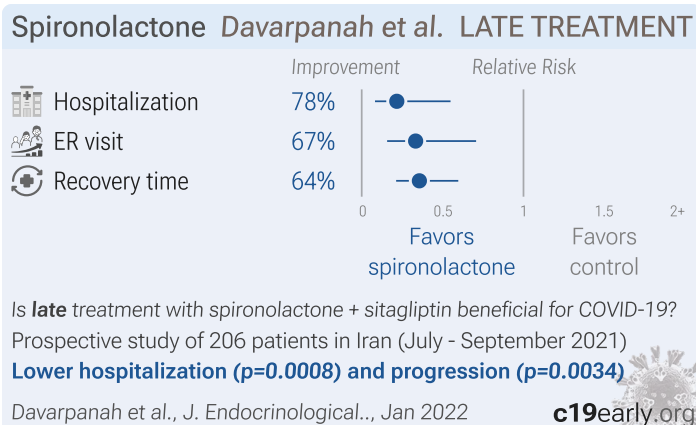 Spironolactone Davarpanah et al. LATE TREATMENT
Improvement Relative Risk
Hospitalization 78%
ER visit 67%
Recovery time 64%
0 0.5 1 1.5 2+
Favors spironolactone
Favors control
Is late treatment with spironolactone + sitagliptin beneficial for COVID-19?
Prospective study of 206 patients in Iran (July - September 2021)
Lower hospitalization (p=0.0008) and progression (p=0.0034)
Davarpanah et al., J. Endocrinological.., Jan 2022 c19early.org